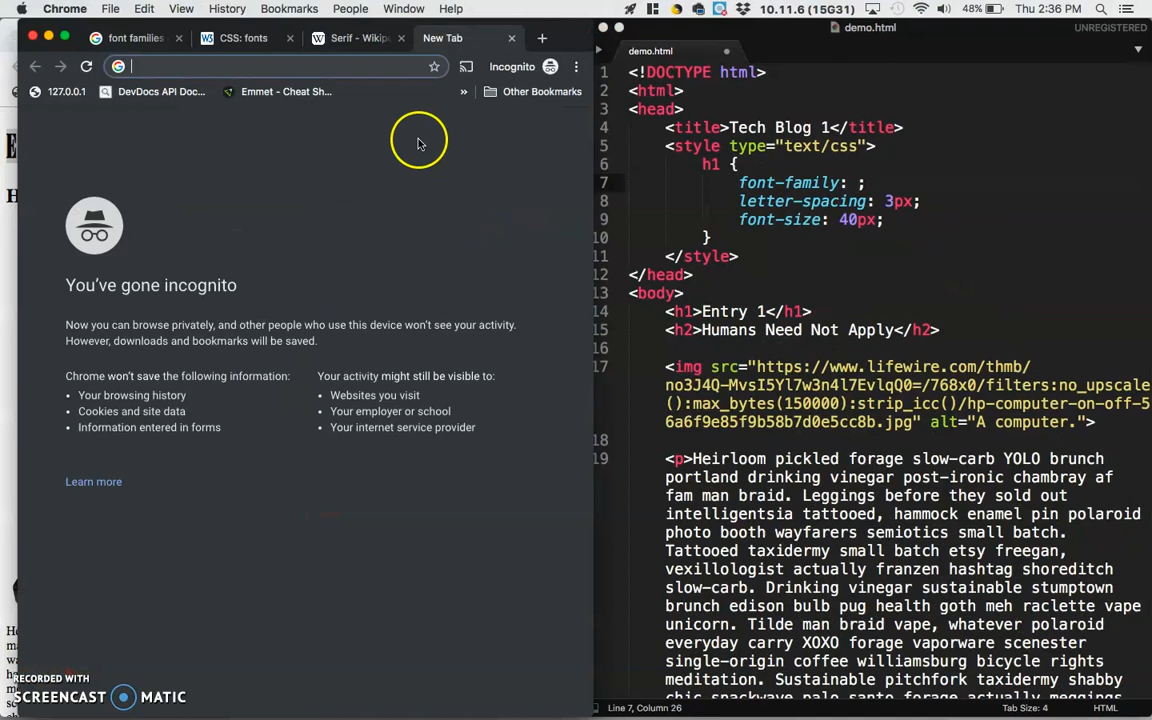 Chrome File Edit View History Bookmarks People Window Help 10.11.6 (15G31) 48% Thu 2:36 PM
font families CSS: fonts Serif - Wikip New Tab
Incognito
127.0.0.1 DevDocs API Doc... Emmet - Cheat Sh... » Other Bookmarks
You've gone incognito
Now you can browse privately, and other people who use this device won't see your activity.
However, downloads and bookmarks will be saved.
Chrome won't save the following information:
• Your browsing history
• Cookies and site data
• Information entered in forms
Your activity might still be visible to:
• Websites you visit
• Your employer or school
• Your internet service provider
Learn more
RECORDED WITH
SCREENCAST MATIC
demo.html UNREGISTERED
demo.html
1 <!DOCTYPE html>
2 <html>
3 <head>
4 <title>Tech Blog 1</title>
5 <style type="text/css">
6 h1 {
7 font-family: ;
8 letter-spacing: 3px;
9 font-size: 40px;
10 }
11 </style>
12 </head>
13 <body>
14 <h1>Entry 1</h1>
15 <h2>Humans Need Not Apply</h2>
16
17 <img src="https://www.lifewire.com/thmb/
no3J4Q-MvsI5Yl7w3n4l7EvlqQ0=/768x0/filters:no_upscale
():max_bytes(150000):strip_icc()/hp-computer-on-off-5
6a6f9e85f9b58b7d0e5cc8b.jpg" alt="A computer.">
18
19 <p>Heirloom pickled forage slow-carb YOLO brunch
portland drinking vinegar post-ironic chambray af
fam man braid. Leggings before they sold out
intelligentsia tattooed, hammock enamel pin polaroid
photo booth wayfarers semiotics small batch.
Tattooed taxidermy small batch etsy freegan,
vexillologist actually franzen hashtag shoreditch
slow-carb. Drinking vinegar sustainable stumptown
brunch edison bulb pug health goth meh raclette vape
unicorn. Tilde man braid vape, whatever polaroid
everyday carry XOXO forage vaporware scenester
single-origin coffee williamsburg bicycle rights
meditation. Sustainable pitchfork taxidermy shabby
chic snackwave palo santo forage actually meggings
Line 7, Column 26 Tab Size: 4 HTML